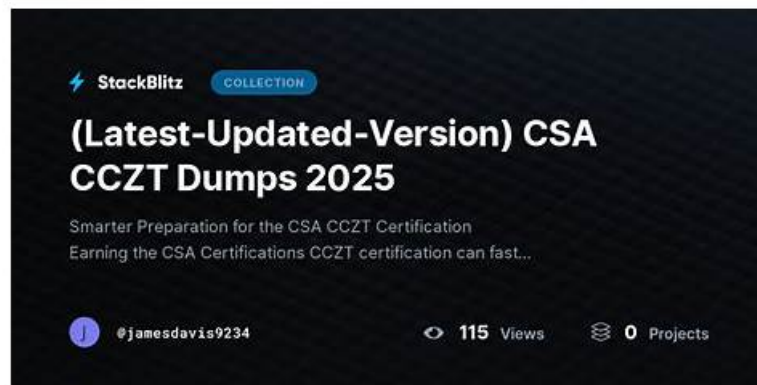 StackBlitz COLLECTION
(Latest-Updated-Version) CSA
CCZT Dumps 2025
Smarter Preparation for the CSA CCZT Certification
Earning the CSA Certifications CCZT certification can fast...
J @jamesdavis9234 115 Views 0 Projects